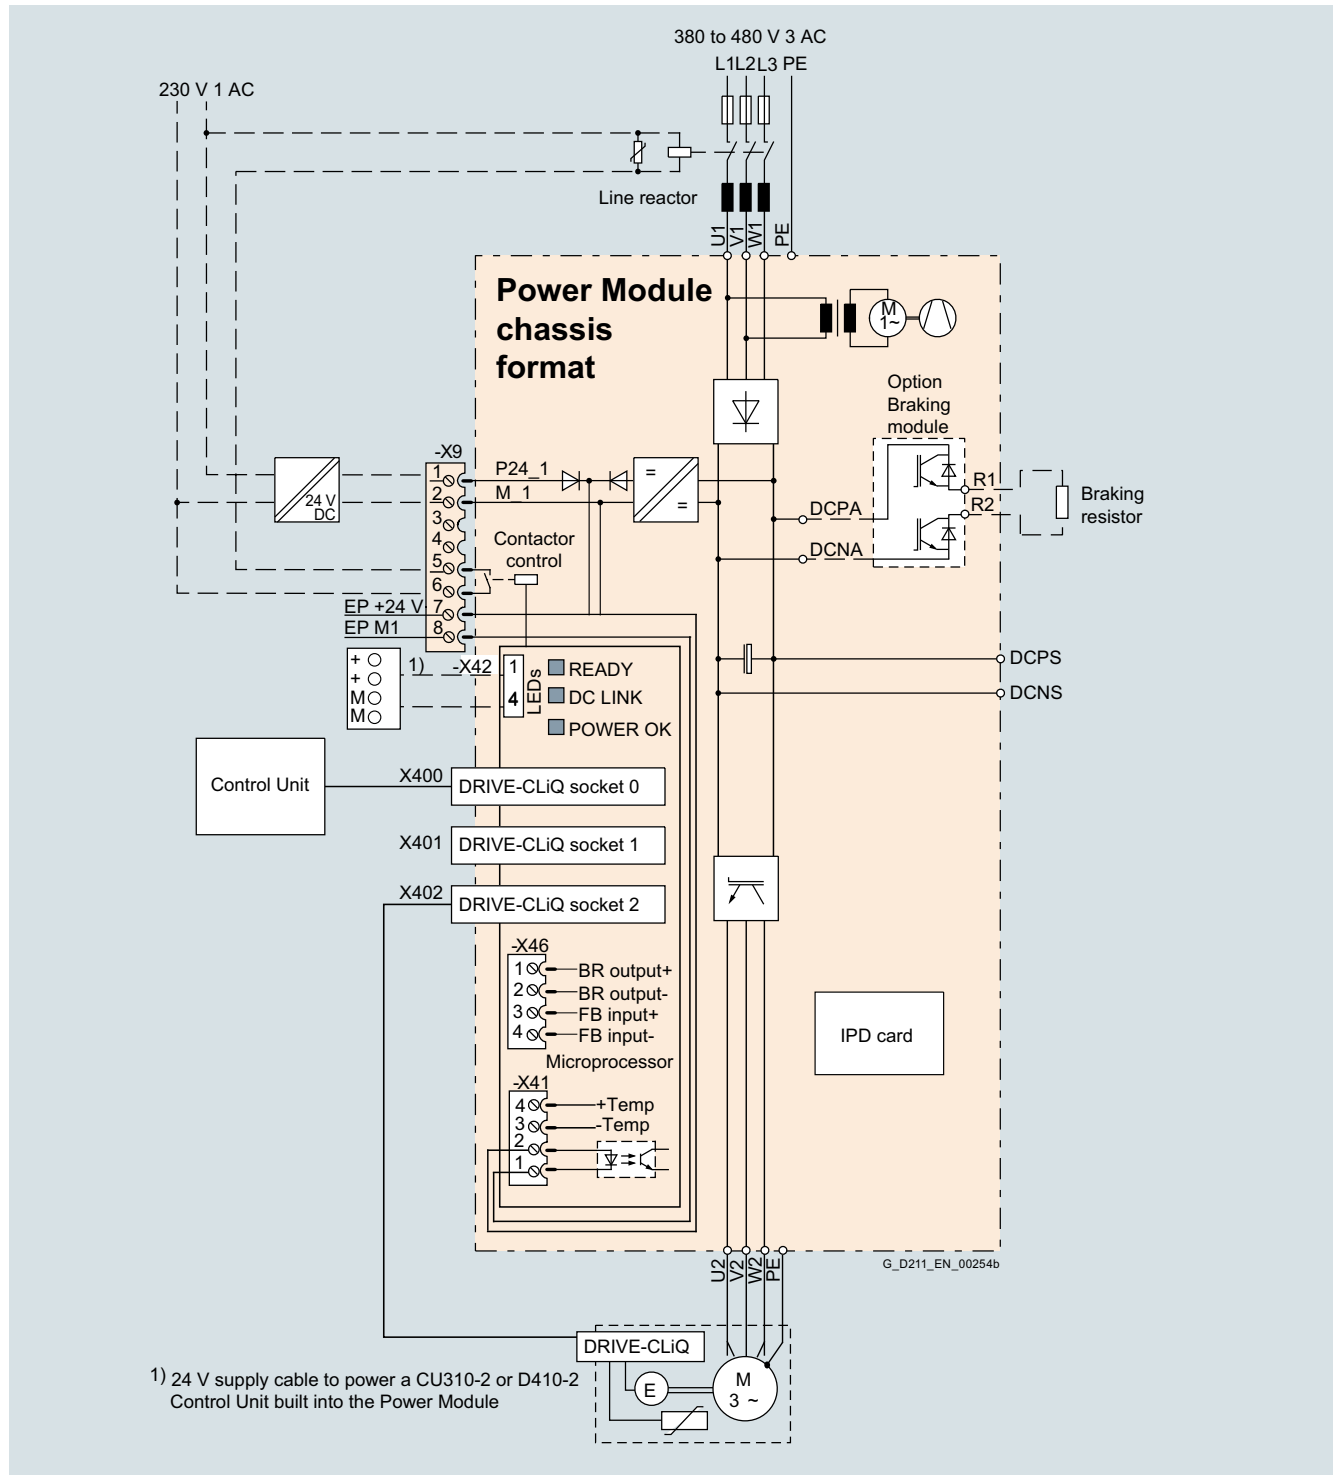 380 to 480 V 3 AC
L1 L2 L3 PE
230 V 1 AC
Line reactor
U1
V1
W1
PE
Power Module
chassis
format
M
1~
Option
Braking
module
-X9
1
2
3
4
5
6
7
8
24 V
DC
P24_1
M_1
=
=
R1
R2
Braking
resistor
DCPA
DCNA
Contactor
control
EP +24 V
EP M1
+
+
M
M
1)
-X42
1
4
LEDs
READY
DC LINK
POWER OK
DCPS
DCNS
Control Unit
X400
DRIVE-CLiQ socket 0
X401
DRIVE-CLiQ socket 1
X402
DRIVE-CLiQ socket 2
-X46
1 BR output+
2 BR output-
3 FB input+
4 FB input-
Microprocessor
-X41
4 +Temp
3 -Temp
2
1
IPD card
U2
V2
W2
PE
G_D211_EN_00254b
DRIVE-CLiQ
E
M
3 ~
1) 24 V supply cable to power a CU310-2 or D410-2
Control Unit built into the Power Module